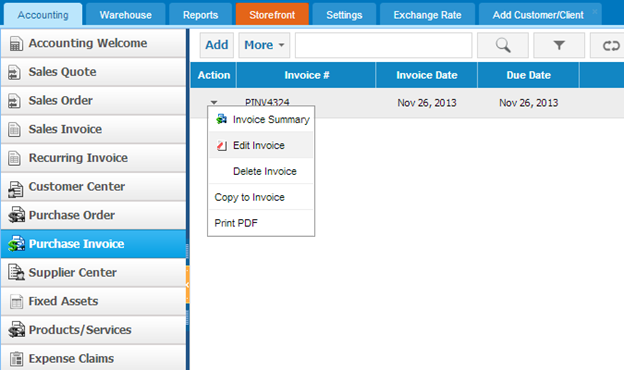 Accounting Warehouse Reports Storefront Settings Exchange Rate Add Customer/Client
Accounting Welcome
Sales Quote
Sales Order
Sales Invoice
Recurring Invoice
Customer Center
Purchase Order
Purchase Invoice
Supplier Center
Fixed Assets
Products/Services
Expense Claims
Add More
Action Invoice # Invoice Date Due Date
PINV4324 Nov 26, 2013 Nov 26, 2013
Invoice Summary
Edit Invoice
Delete Invoice
Copy to Invoice
Print PDF